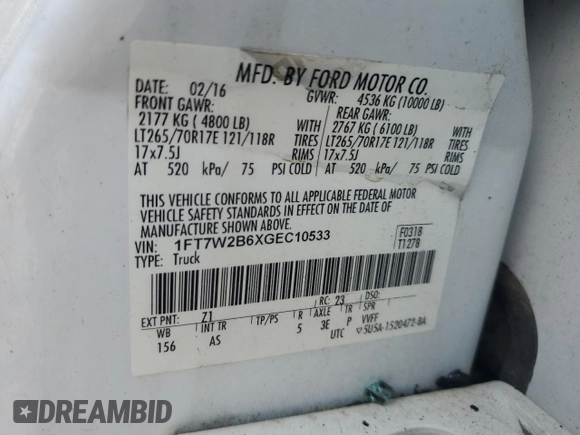 MFD. BY FORD MOTOR CO.
DATE: 02/16 GVWR: 4536 KG (10000 LB)
FRONT GAWR: REAR GAWR:
2177 KG ( 4800 LB) WITH 2767 KG ( 6100 LB) WITH
LT265/70R17E 121/118R TIRES LT265/70R17E 121/118R TIRES
17x7.5J RIMS 17x7.5J RIMS
AT 520 kPa/ 75 PSI COLD AT 520 kPa/ 75 PSI COLD
THIS VEHICLE CONFORMS TO ALL APPLICABLE FEDERAL MOTOR
VEHICLE SAFETY STANDARDS IN EFFECT ON THE DATE OF
MANUFACTURE SHOWN ABOVE.
VIN: 1FT7W2B6XGEC10533 F0318
TYPE: Truck T1278
EXT PNT: Z1 RC: 23 DSO:
WB INT TR TP/PS R AXLE TR SPR
156 AS 5 3E P VVFF
UTC ▽ 5U5A-1520472-BA
DREAMBID